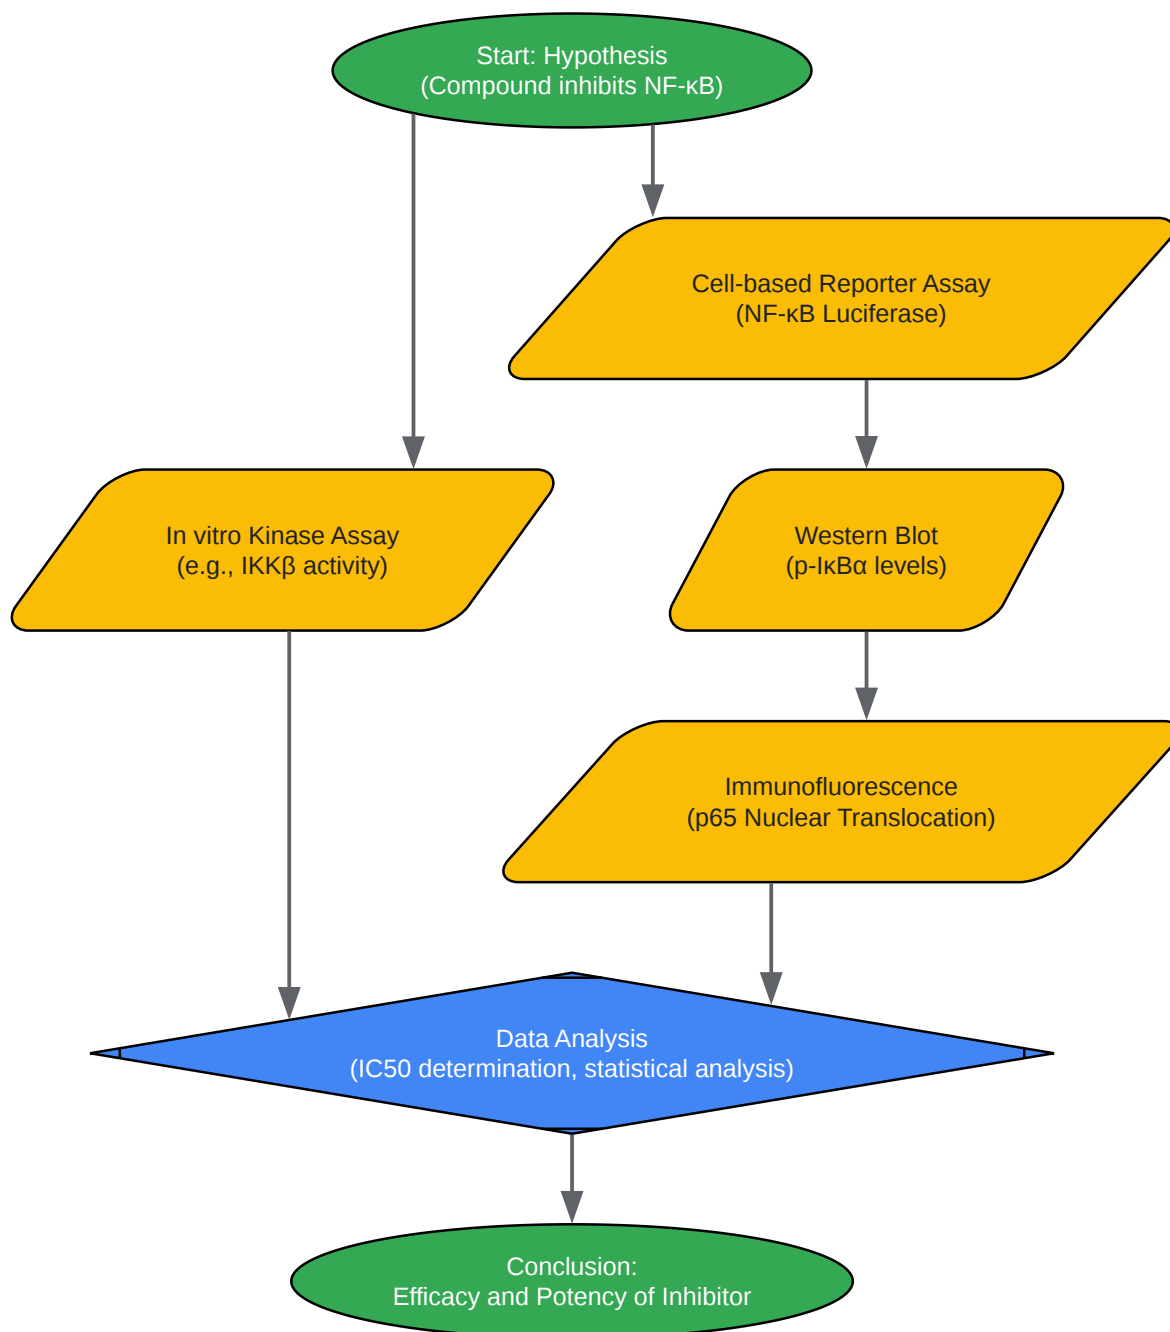 Start: Hypothesis
(Compound inhibits NF-κB)
Cell-based Reporter Assay
(NF-κB Luciferase)
In vitro Kinase Assay
(e.g., IKKβ activity)
Western Blot
(p-IκBα levels)
Immunofluorescence
(p65 Nuclear Translocation)
Data Analysis
(IC50 determination, statistical analysis)
Conclusion:
Efficacy and Potency of Inhibitor